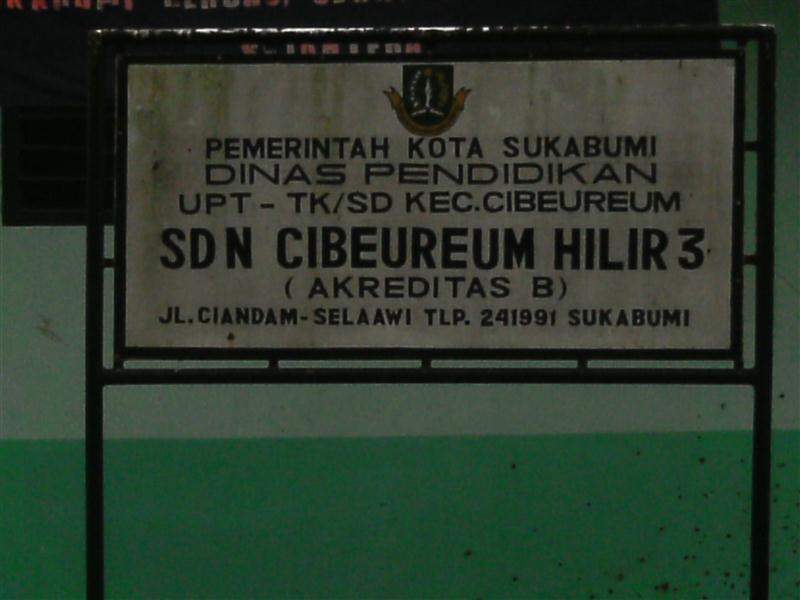 PEMERINTAH KOTA SUKABUMI
DINAS PENDIDIKAN
UPT - TK/SD KEC.CIBEUREUM
SDN CIBEUREUM HILIR 3
( AKREDITAS B )
JL.CIANDAM-SELAAWI TLP. 241991 SUKABUMI